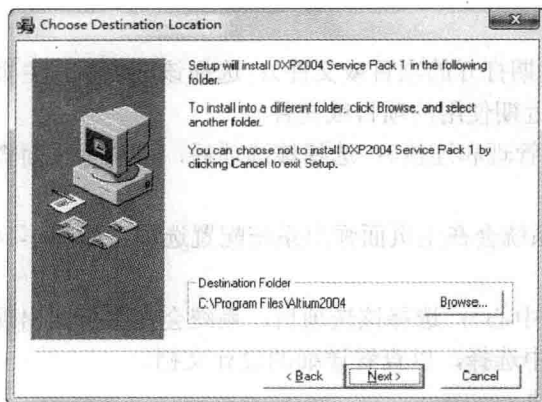 Choose Destination Location
Setup will install DXP2004 Service Pack 1 in the following
folder.
To install into a different folder, click Browse, and select
another folder.
You can choose not to install DXP2004 Service Pack 1 by
clicking Cancel to exit Setup.
Destination Folder
C:\Program Files\Altium2004
Browse...
< Back
Next >
Cancel